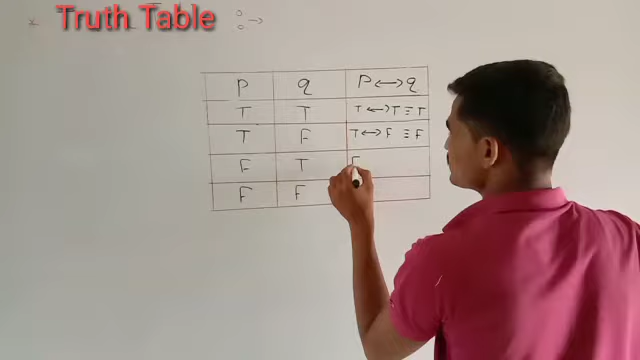 * Truth Table :→
P q P↔q
T T T↔T≡T
T F T↔F≡F
F T F
F F